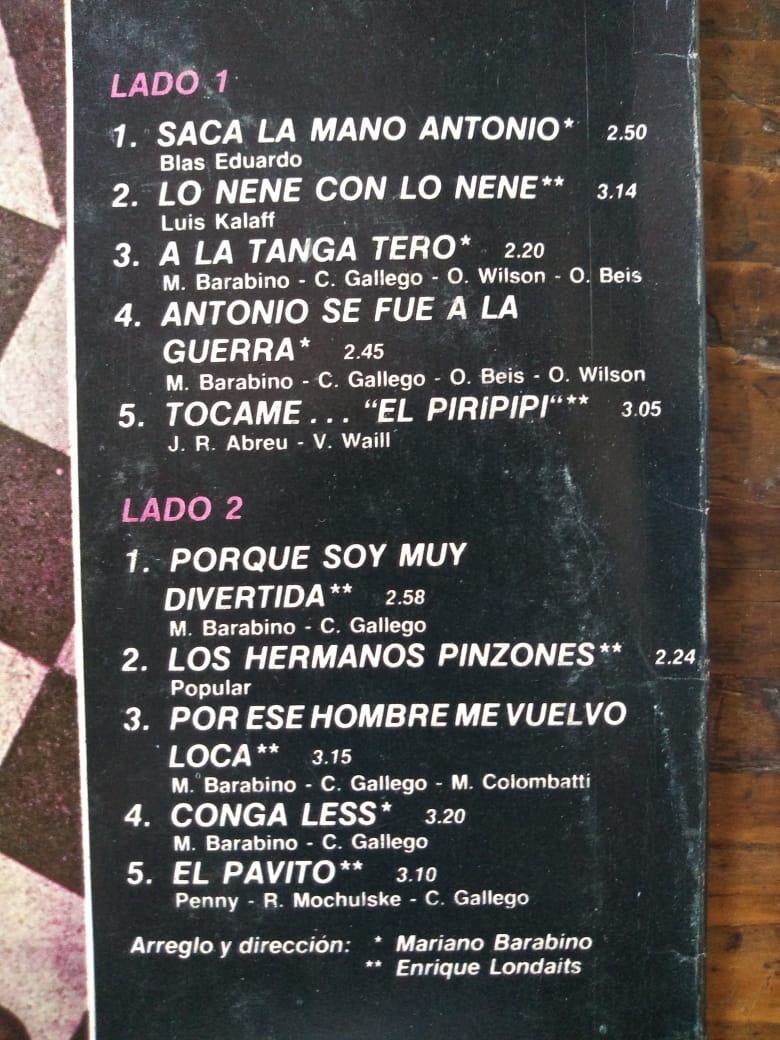 LADO 1
1. SACA LA MANO ANTONIO* 2.50
Blas Eduardo
2. LO NENE CON LO NENE** 3.14
Luis Kalaff
3. A LA TANGA TERO* 2.20
M. Barabino - C. Gallego - O. Wilson - O. Beis
4. ANTONIO SE FUE A LA
GUERRA* 2.45
M. Barabino - C. Gallego - O. Beis - O. Wilson
5. TOCAME... “EL PIRIPIPI“** 3.05
J. R. Abreu - V. Waill
LADO 2
1. PORQUE SOY MUY
DIVERTIDA** 2.58
M. Barabino - C. Gallego
2. LOS HERMANOS PINZONES** 2.24
Popular
3. POR ESE HOMBRE ME VUELVO
LOCA** 3.15
M. Barabino - C. Gallego - M. Colombatti
4. CONGA LESS* 3.20
M. Barabino - C. Gallego
5. EL PAVITO** 3.10
Penny - R. Mochulske - C. Gallego
Arreglo y dirección: * Mariano Barabino
** Enrique Londaits